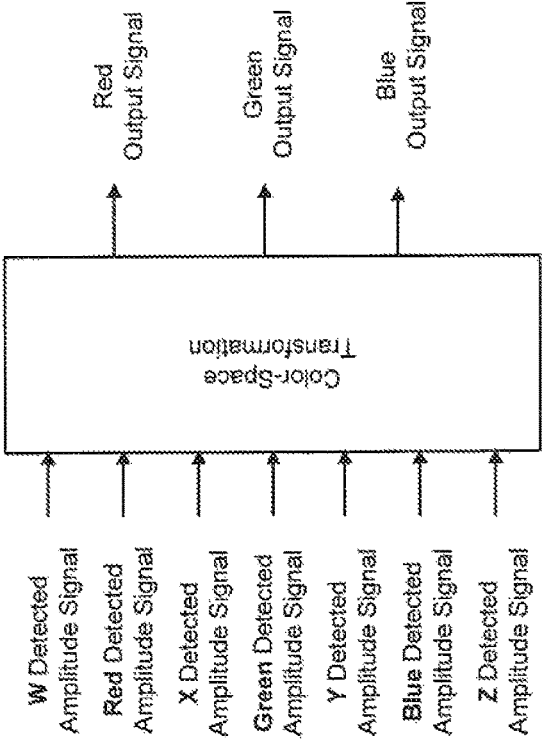 W Detected
Amplitude Signal
Red Detected
Amplitude Signal
X Detected
Amplitude Signal
Green Detected
Amplitude Signal
Y Detected
Amplitude Signal
Blue Detected
Amplitude Signal
Z Detected
Amplitude Signal
Color-Space
Transformation
Red
Output Signal
Green
Output Signal
Blue
Output Signal